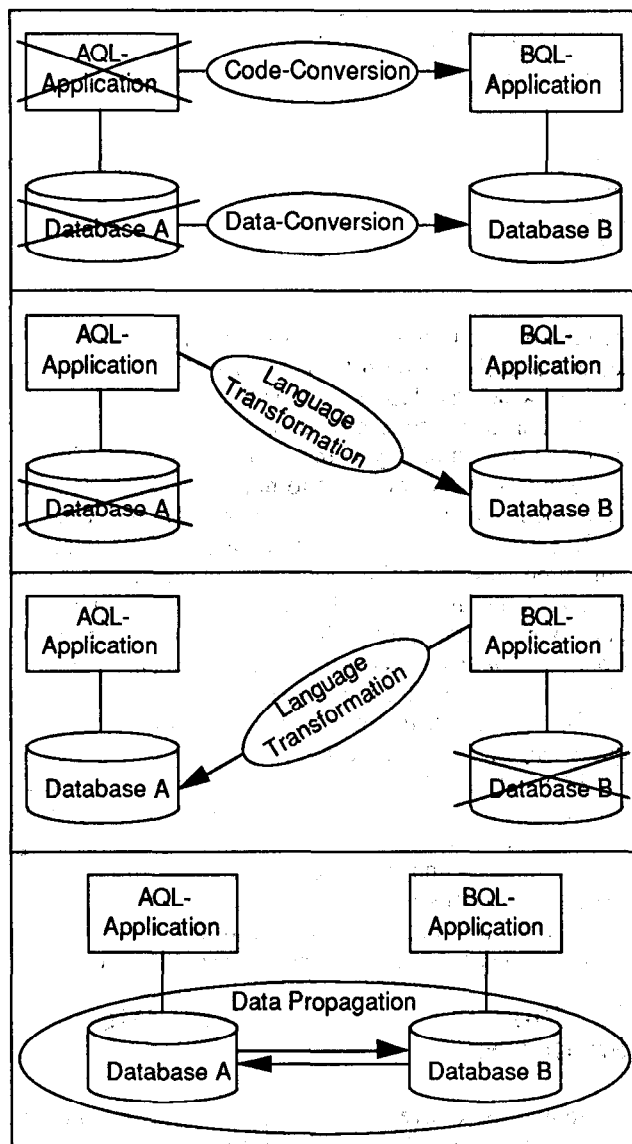 AQL-
Application
Code-Conversion
BQL-
Application
Database A
Data-Conversion
Database B
AQL-
Application
Language
Transformation
BQL-
Application
Database A
Database B
AQL-
Application
Language
Transformation
BQL-
Application
Database A
Database B
AQL-
Application
BQL-
Application
Data Propagation
Database A
Database B